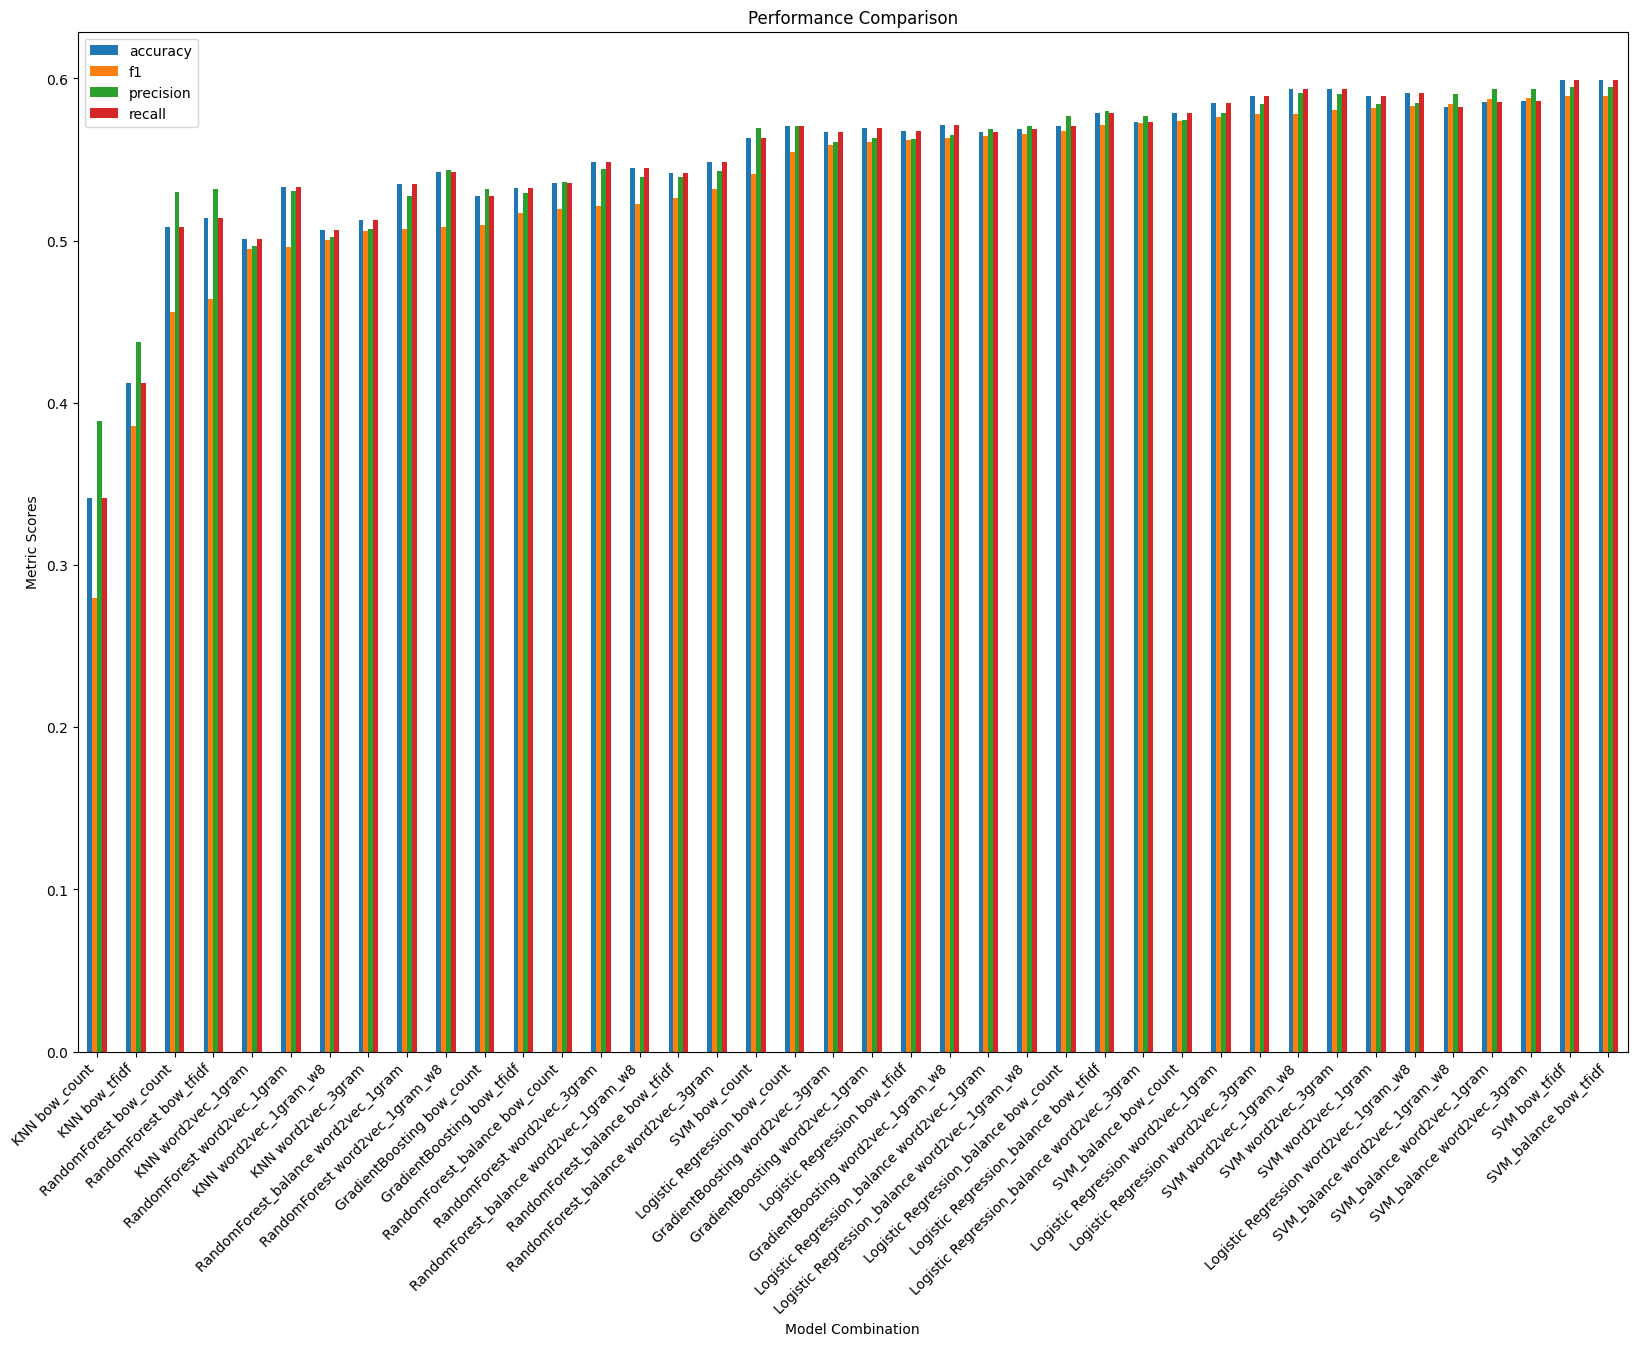 Performance Comparison
accuracy
f1
precision
recall
0.6
0.5
0.4
0.3
0.2
0.1
0.0
Metric Scores
KNN bow_count
KNN bow_tfidf
RandomForest bow_count
RandomForest bow_tfidf
KNN word2vec_1gram
RandomForest word2vec_1gram
KNN word2vec_1gram_w8
KNN word2vec_3gram
RandomForest_balance word2vec_1gram
RandomForest word2vec_1gram_w8
GradientBoosting bow_count
GradientBoosting bow_tfidf
RandomForest_balance bow_count
RandomForest word2vec_3gram
RandomForest_balance word2vec_1gram_w8
RandomForest_balance bow_tfidf
RandomForest_balance word2vec_3gram
SVM bow_count
Logistic Regression bow_count
GradientBoosting word2vec_3gram
GradientBoosting word2vec_1gram
Logistic Regression bow_tfidf
GradientBoosting word2vec_1gram_w8
Logistic Regression_balance word2vec_1gram
Logistic Regression_balance word2vec_1gram_w8
Logistic Regression_balance bow_count
Logistic Regression_balance bow_tfidf
Logistic Regression_balance word2vec_3gram
SVM_balance bow_count
Logistic Regression word2vec_1gram
Logistic Regression word2vec_3gram
SVM word2vec_1gram_w8
SVM word2vec_3gram
SVM word2vec_1gram
Logistic Regression word2vec_1gram_w8
SVM_balance word2vec_1gram_w8
SVM_balance word2vec_1gram
SVM_balance word2vec_3gram
SVM bow_tfidf
SVM_balance bow_tfidf
Model Combination